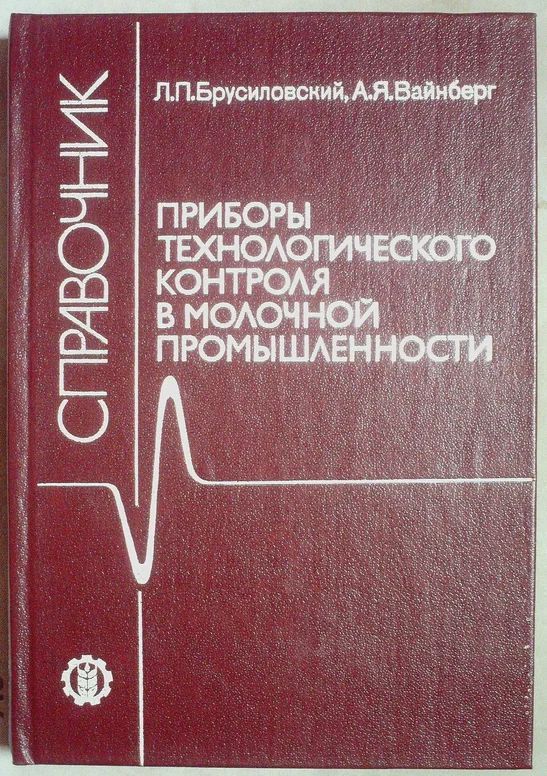 СПРАВОЧНИК
Л.П.Брусиловский, А.Я.Вайнберг
ПРИБОРЫ
ТЕХНОЛОГИЧЕСКОГО
КОНТРОЛЯ
В МОЛОЧНОЙ
ПРОМЫШЛЕННОСТИ